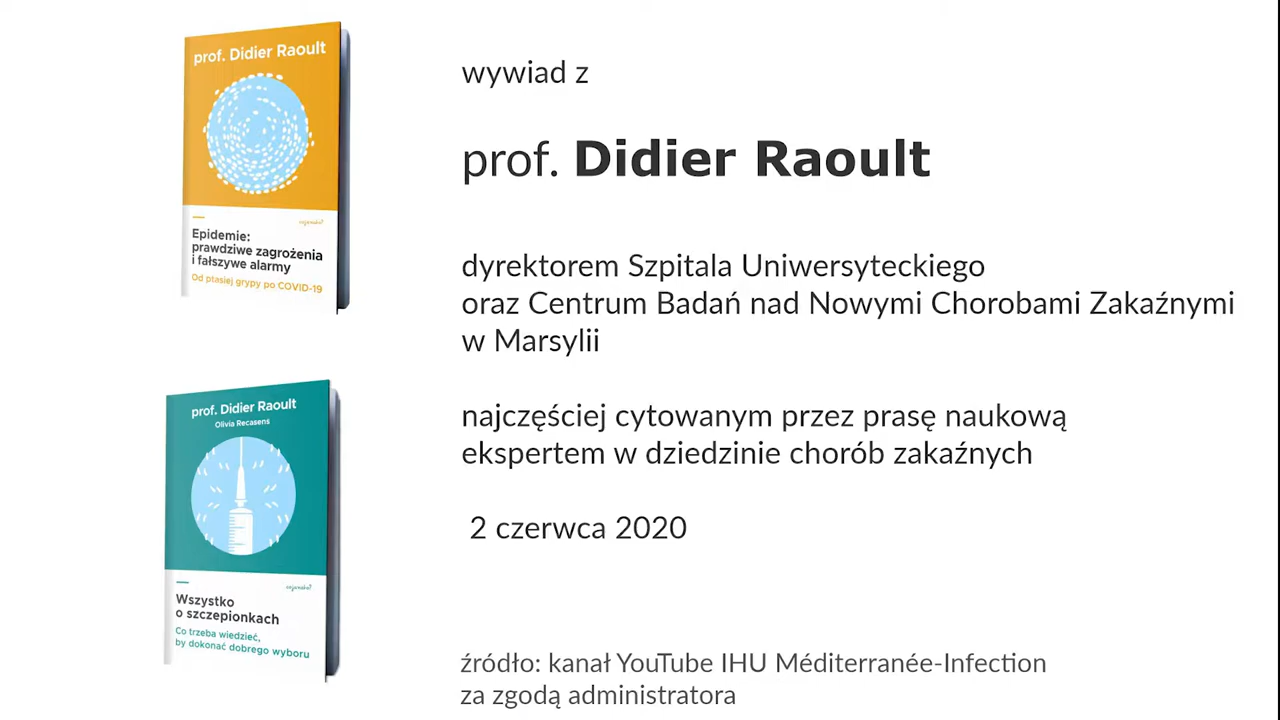 prof. Didier Raoult
Epidemie:
prawdziwe zagrożenia
i fałszywe alarmy
Od ptasiej grypy po COVID-19
prof. Didier Raoult
Olivia Recasens
Wszystko
o szczepionkach
Co trzeba wiedzieć,
by dokonać dobrego wyboru
wywiad z
prof. Didier Raoult
dyrektorem Szpitala Uniwersyteckiego
oraz Centrum Badań nad Nowymi Chorobami Zakaźnymi
w Marsylii
najczęściej cytowanym przez prasę naukową
ekspertem w dziedzinie chorób zakaźnych
2 czerwca 2020
źródło: kanał YouTube IHU Méditerranée-Infection
za zgodą administratora